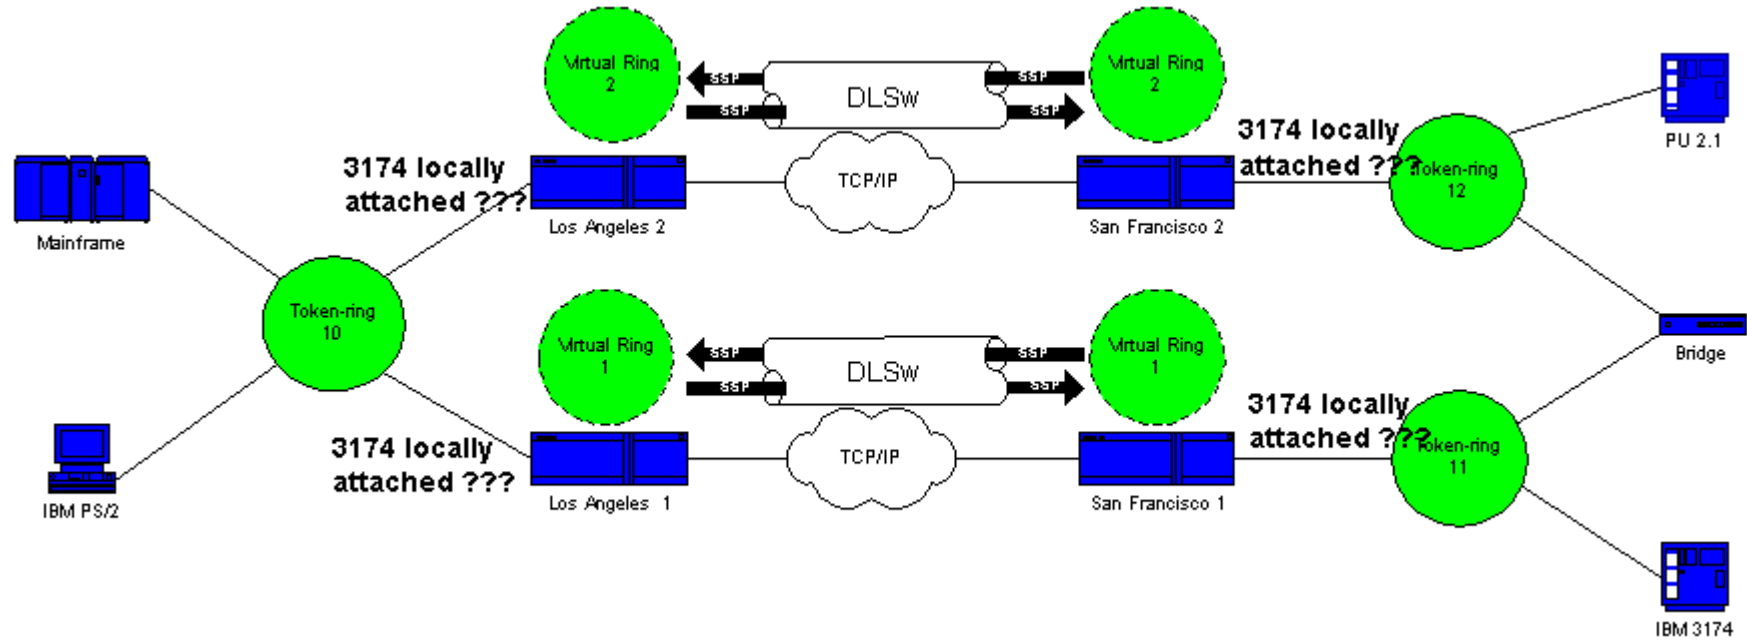 Virtual Ring
2
SSP
SSP
DLSw
SSP
SSP
Virtual Ring
2
PU 2.1
3174 locally
attached ???
3174 locally
attached ???
Token-ring
12
TCP/IP
Mainframe
Los Angeles 2
San Francisco 2
Token-ring
10
Virtual Ring
1
SSP
SSP
DLSw
SSP
SSP
Virtual Ring
1
Bridge
3174 locally
attached ???
3174 locally
attached ???
Token-ring
11
TCP/IP
IBM PS/2
Los Angeles 1
San Francisco 1
IBM 3174